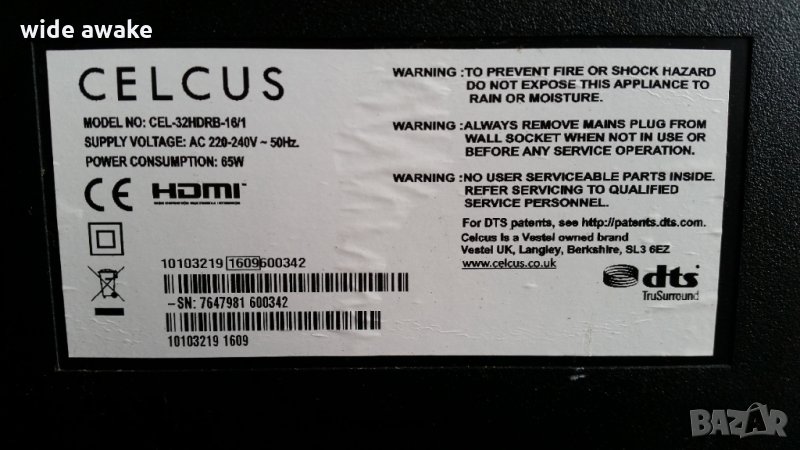 wide awake
CELCUS
MODEL NO: CEL-32HDRB-16/1
SUPPLY VOLTAGE: AC 220-240V ~ 50Hz.
POWER CONSUMPTION: 65W
CE HDMI
10103219 1609 600342
-SN: 7647981 600342
10103219 1609
WARNING :TO PREVENT FIRE OR SHOCK HAZARD
DO NOT EXPOSE THIS APPLIANCE TO
RAIN OR MOISTURE.
WARNING :ALWAYS REMOVE MAINS PLUG FROM
WALL SOCKET WHEN NOT IN USE OR
BEFORE ANY SERVICE OPERATION.
WARNING :NO USER SERVICEABLE PARTS INSIDE.
REFER SERVICING TO QUALIFIED
SERVICE PERSONNEL.
For DTS patents, see http://patents.dts.com.
Celcus is a Vestel owned brand
Vestel UK, Langley, Berkshire, SL3 6EZ
www.celcus.co.uk
dts
TruSurround
BAZAR